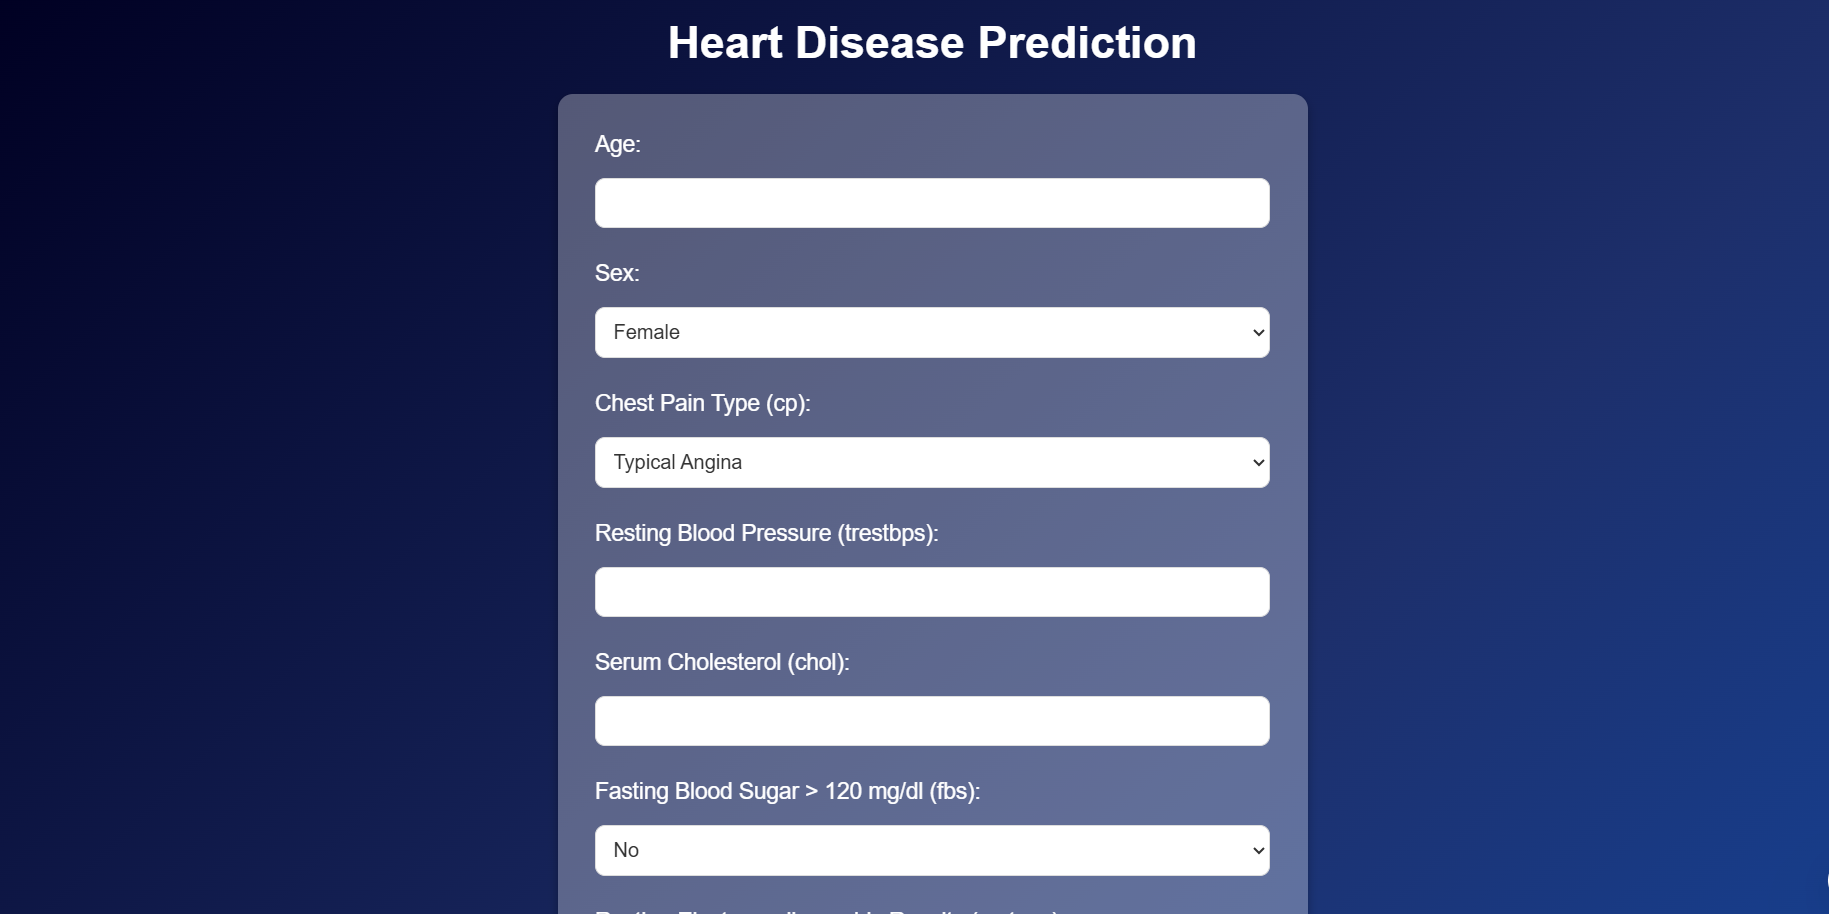 Heart Disease Prediction
Age:
Sex:
Female
Chest Pain Type (cp):
Typical Angina
Resting Blood Pressure (trestbps):
Serum Cholesterol (chol):
Fasting Blood Sugar > 120 mg/dl (fbs):
No